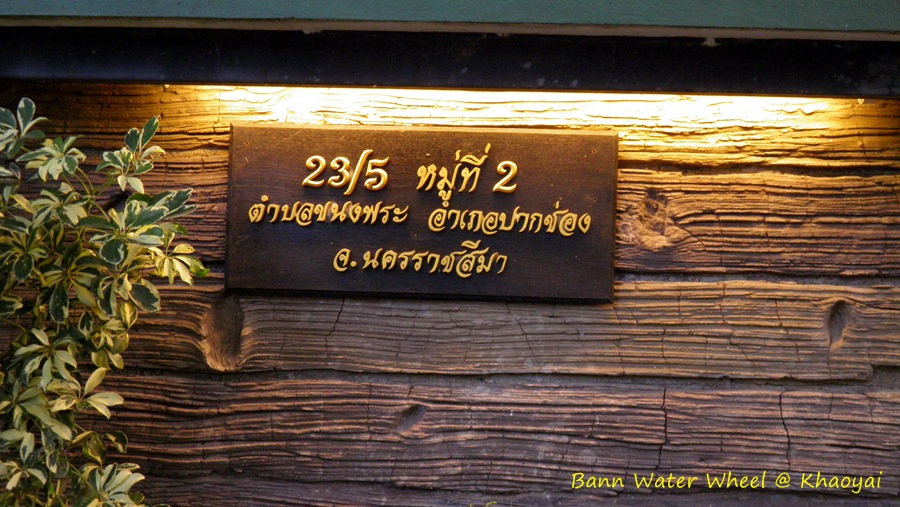 23/5 หมู่ที่ 2
ตำบลขนงพระ อำเภอปากช่อง
จ.นครราชสีมา
Bann Water Wheel @ Khaoyai